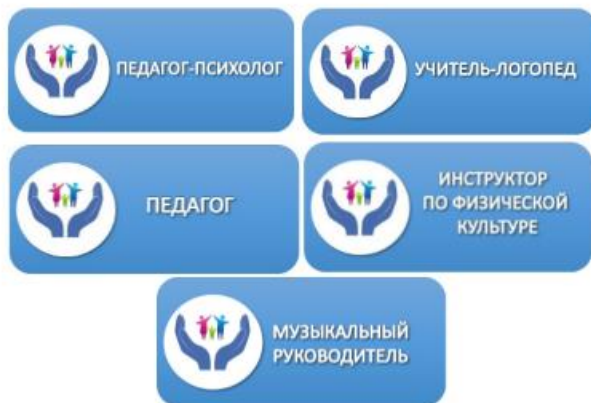 ПЕДАГОГ-ПСИХОЛОГ
УЧИТЕЛЬ-ЛОГОПЕД
ПЕДАГОГ
ИНСТРУКТОР
ПО ФИЗИЧЕСКОЙ
КУЛЬТУРЕ
МУЗЫКАЛЬНЫЙ
РУКОВОДИТЕЛЬ